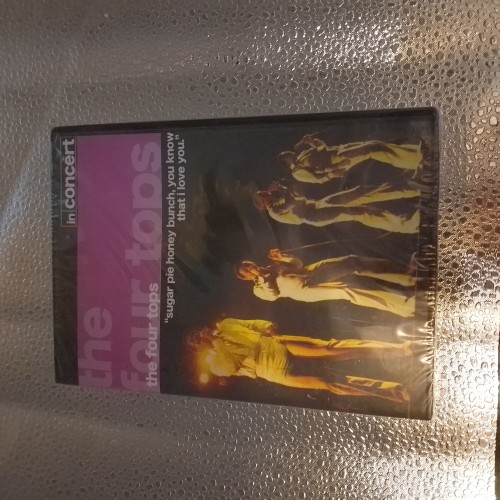 in concert
the
four tops
the four tops
"sugar pie honey bunch, you know
that i love you."